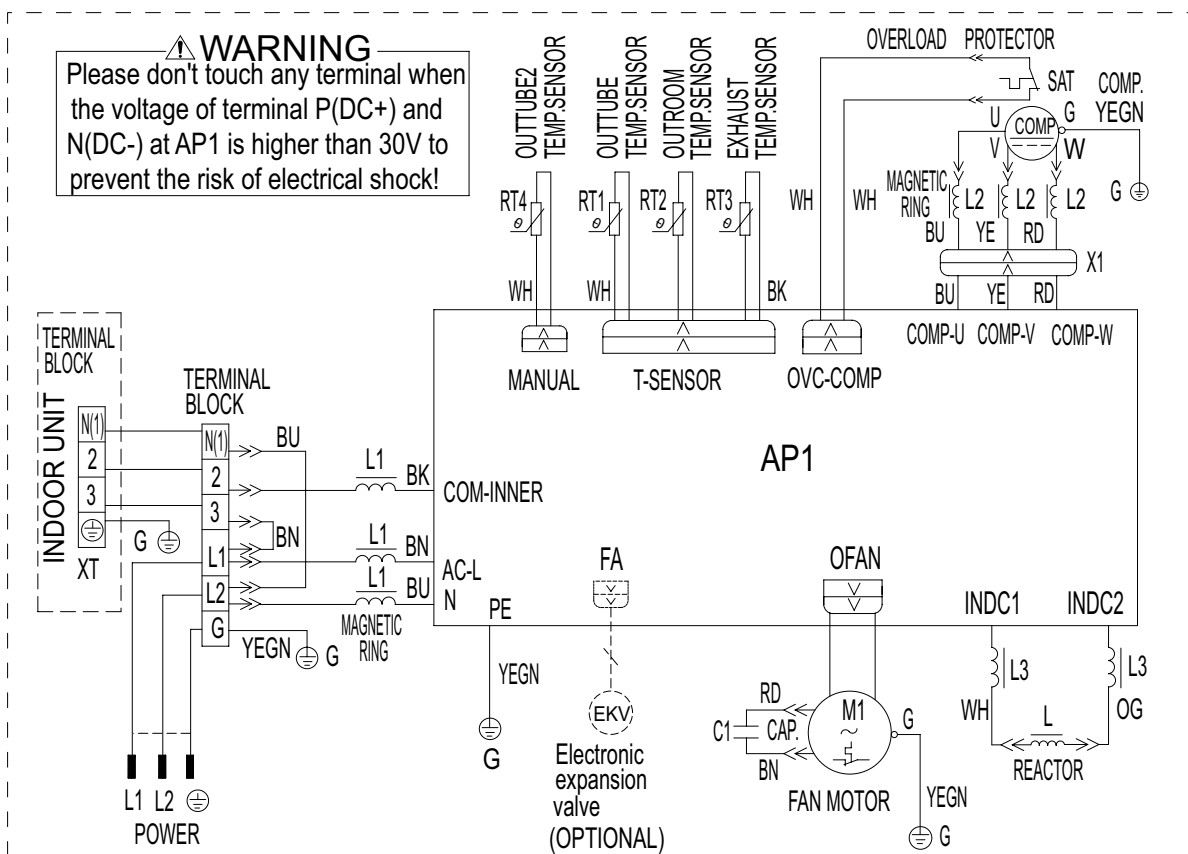 WARNING
Please don't touch any terminal when
the voltage of terminal P(DC+) and
N(DC-) at AP1 is higher than 30V to
prevent the risk of electrical shock!
OUTTUBE2
TEMP.SENSOR
OUTTUBE
TEMP.SENSOR
OUTROOM
TEMP.SENSOR
EXHAUST
TEMP.SENSOR
OVERLOAD PROTECTOR
SAT
COMP.
YEGN
U
COMP
G
V
W
G
RT4
RT1
RT2
RT3
θ
θ
θ
θ
WH
WH
MAGNETIC
RING
L2
L2
L2
BU
YE
RD
X1
WH
WH
BK
BU
YE
RD
COMP-U
COMP-V
COMP-W
MANUAL
T-SENSOR
OVC-COMP
AP1
TERMINAL
BLOCK
INDOOR UNIT
N(1)
2
3
XT
G
TERMINAL
BLOCK
N(1)
2
3
L1
L2
G
BU
BN
YEGN
G
L1
BK
COM-INNER
L1
BN
AC-L
L1
BU
N
MAGNETIC
RING
PE
YEGN
G
FA
EKV
Electronic
expansion
valve
(OPTIONAL)
OFAN
RD
C1
CAP.
BN
M1
~
G
FAN MOTOR
YEGN
G
INDC1
INDC2
L3
L3
WH
L
OG
REACTOR
L1
L2
POWER